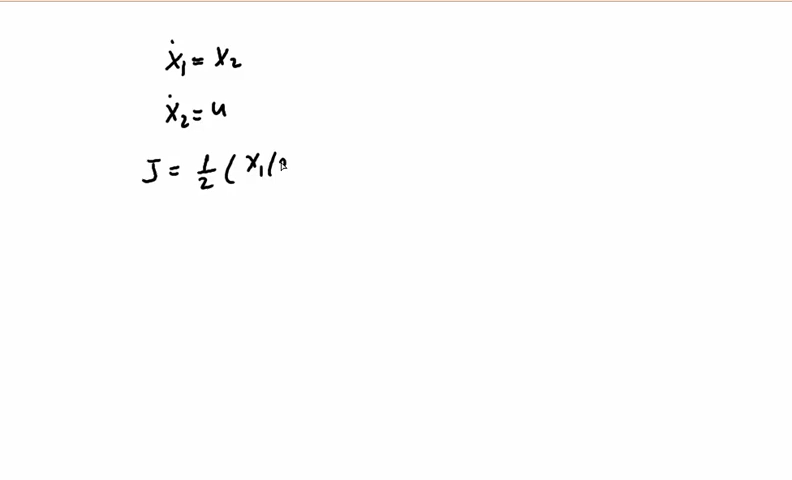 ẋ₁ = x₂
ẋ₂ = u
J = 1/2 ( x₁(